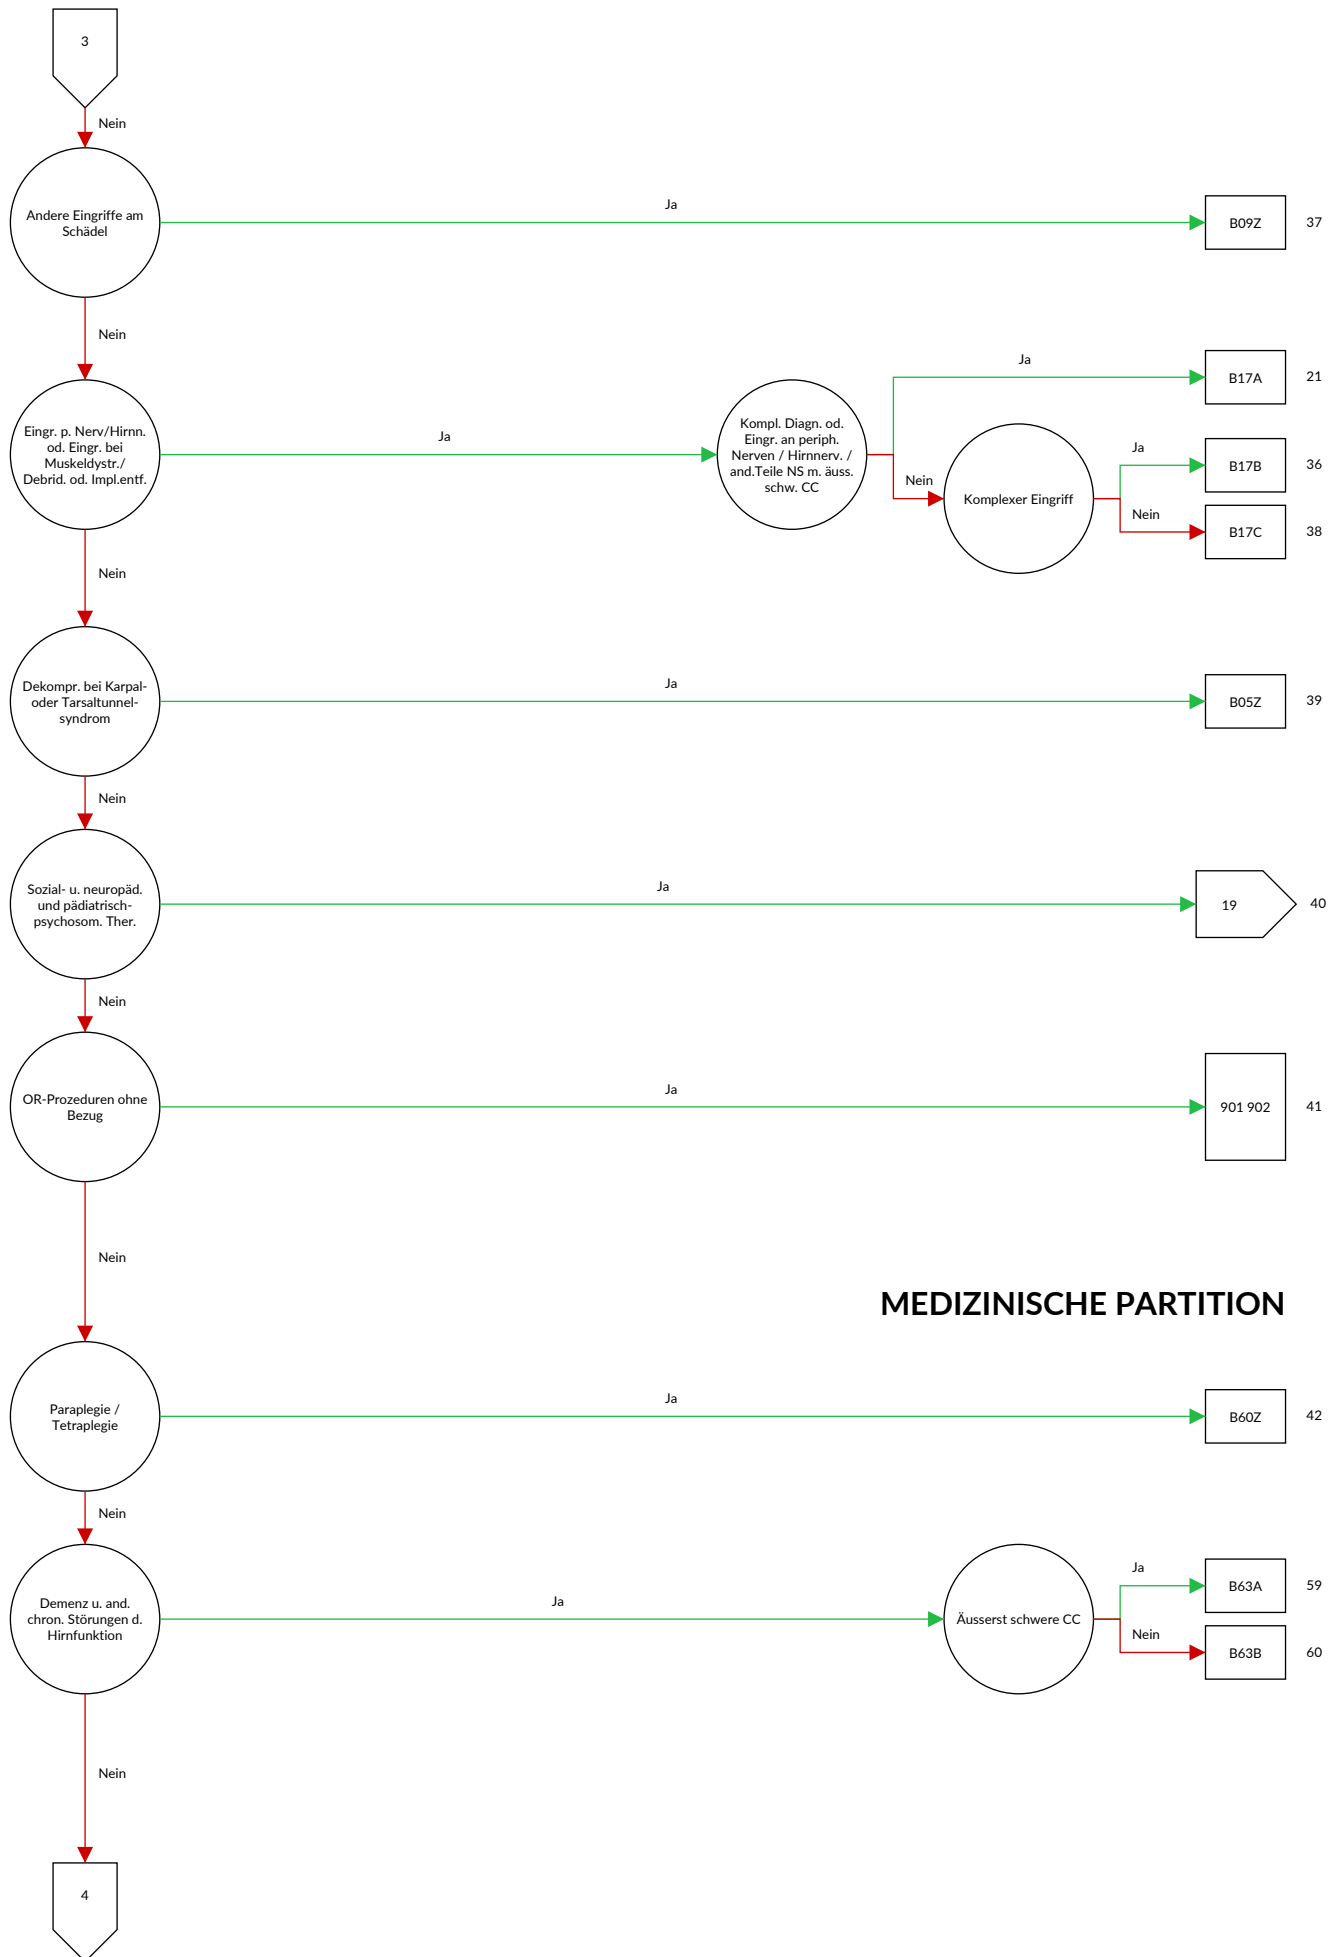 3
Nein
Andere Eingriffe am
Schädel
Ja
B09Z
37
Nein
Eingr. p. Nerv/Hirnn.
od. Eingr. bei
Muskeldystr./
Debrid. od. Impl.entf.
Ja
Kompl. Diagn. od.
Eingr. an periph.
Nerven / Hirnnerv. /
and.Teile NS m. äuss.
schw. CC
Ja
B17A
21
Nein
Komplexer Eingriff
Ja
B17B
36
Nein
B17C
38
Nein
Dekompr. bei Karpal-
oder Tarsaltunnel-
syndrom
Ja
B05Z
39
Nein
Sozial- u. neuropäd.
und pädiatrisch-
psychosom. Ther.
Ja
19
40
Nein
OR-Prozeduren ohne
Bezug
Ja
901 902
41
Nein
MEDIZINISCHE PARTITION
Paraplegie /
Tetraplegie
Ja
B60Z
42
Nein
Demenz u. and.
chron. Störungen d.
Hirnfunktion
Ja
Äusserst schwere CC
Ja
B63A
59
Nein
B63B
60
Nein
4